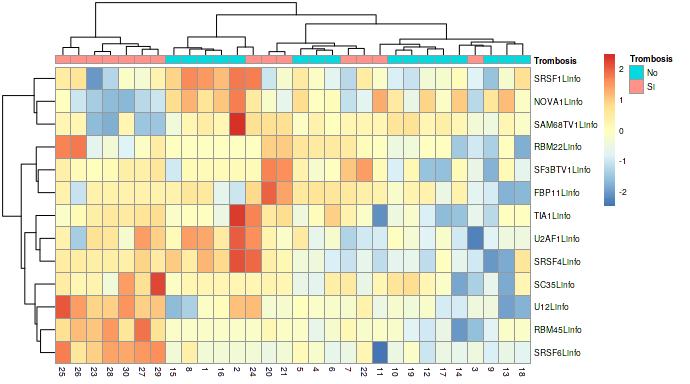 Trombosis
SRSF1Linfo
NOVA1Linfo
SAM68TV1Linfo
RBM22Linfo
SF3BTV1Linfo
FBP11Linfo
TIA1Linfo
U2AF1Linfo
SRSF4Linfo
SC35Linfo
U12Linfo
RBM45Linfo
SRSF6Linfo
25 26 23 28 30 27 29 15 8 1 16 2 24 20 21 5 4 6 7 22 11 10 19 12 17 14 3 9 13 18
2
1
0
-1
-2
Trombosis
No
Si